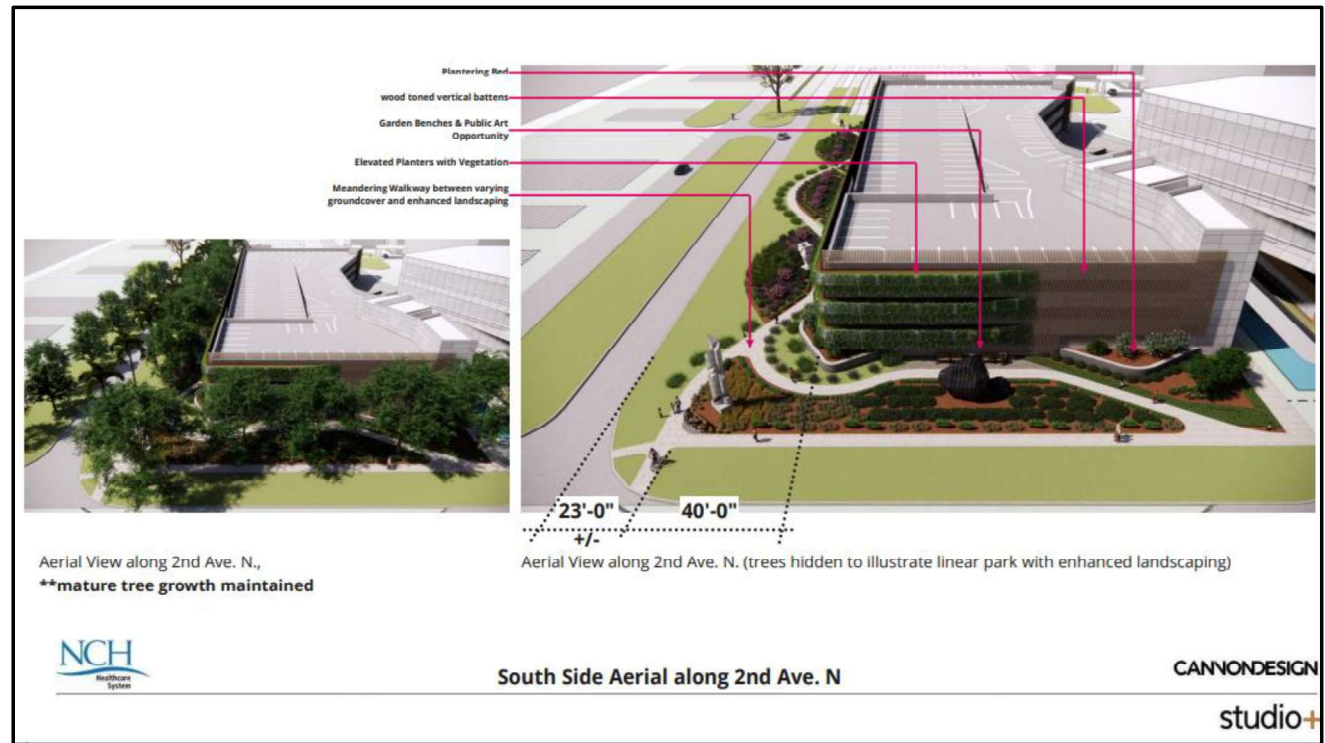 Plantering Bed
wood toned vertical battens
Garden Benches & Public Art
Opportunity
Elevated Planters with Vegetation
Meandering Walkway between varying
groundcover and enhanced landscaping
23'-0"
+/-
40'-0"
Aerial View along 2nd Ave. N.,
**mature tree growth maintained
Aerial View along 2nd Ave. N. (trees hidden to illustrate linear park with enhanced landscaping)
NCH
Healthcare
System
South Side Aerial along 2nd Ave. N
CANNONDESIGN
studio+